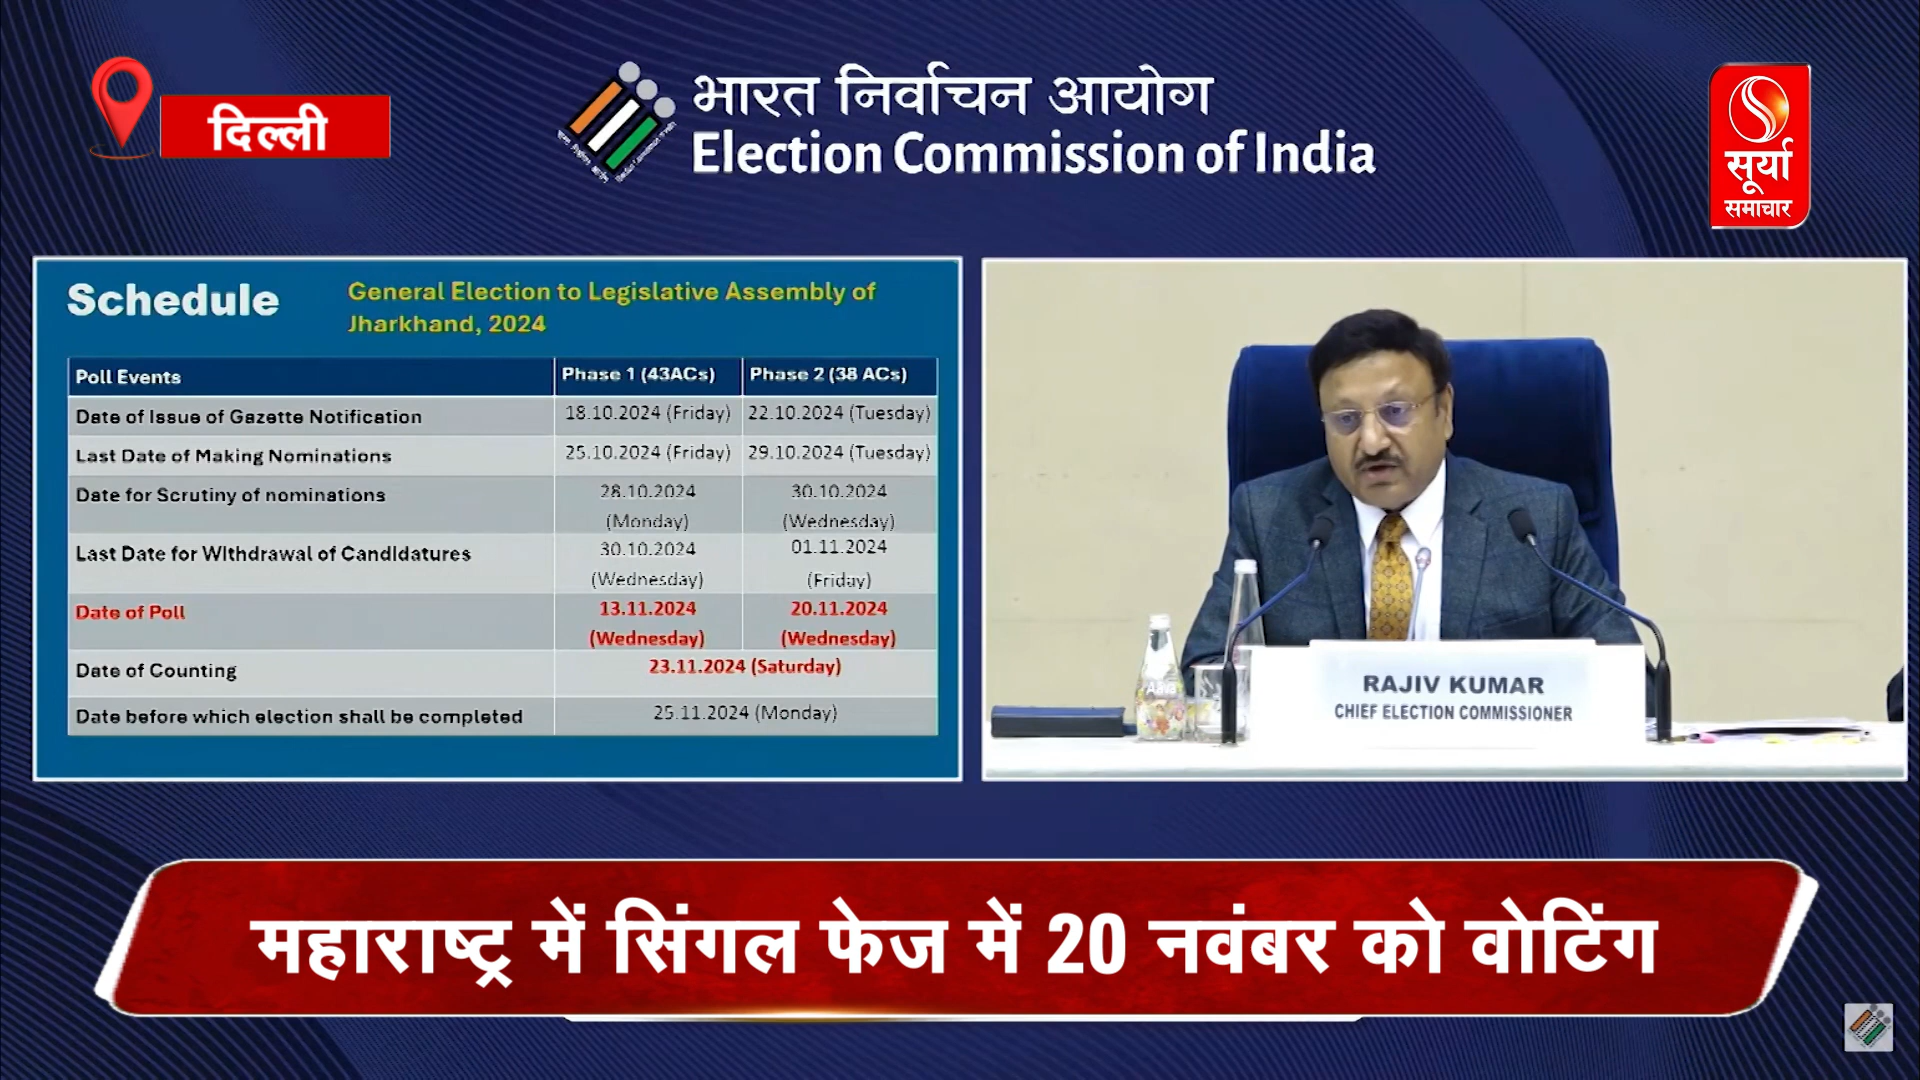 दिल्ली
भारत निर्वाचन आयोग
Election Commission of India
सूर्या
समाचार
Schedule
General Election to Legislative Assembly of
Jharkhand, 2024
Poll Events Phase 1 (43ACs) Phase 2 (38 ACs)
Date of Issue of Gazette Notification 18.10.2024 (Friday) 22.10.2024 (Tuesday)
Last Date of Making Nominations 25.10.2024 (Friday) 29.10.2024 (Tuesday)
Date for Scrutiny of nominations 28.10.2024 30.10.2024
(Monday) (Wednesday)
Last Date for Withdrawal of Candidatures 30.10.2024 01.11.2024
(Wednesday) (Friday)
Date of Poll 13.11.2024 20.11.2024
(Wednesday) (Wednesday)
Date of Counting 23.11.2024 (Saturday)
Date before which election shall be completed 25.11.2024 (Monday)
RAJIV KUMAR
CHIEF ELECTION COMMISSIONER
महाराष्ट्र में सिंगल फेज में 20 नवंबर को वोटिंग